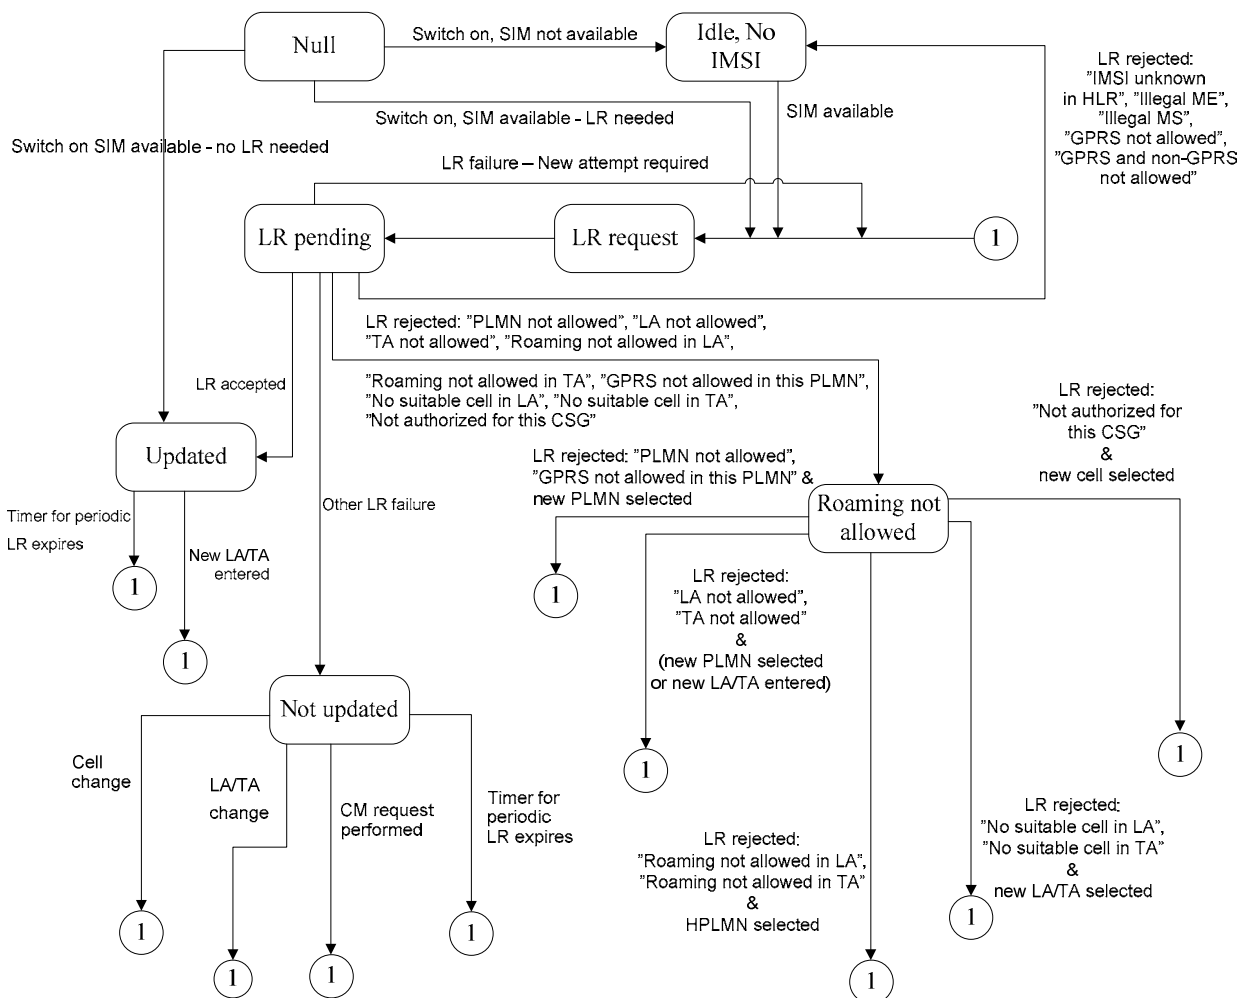 Null
Switch on, SIM not available
Idle, No
IMSI
LR rejected:
"IMSI unknown
in HLR", "Illegal ME",
"Illegal MS",
"GPRS not allowed",
"GPRS and non-GPRS
not allowed"
SIM available
Switch on, SIM available - LR needed
Switch on SIM available - no LR needed
LR failure – New attempt required
LR pending
LR request
1
LR rejected: "PLMN not allowed", "LA not allowed",
"TA not allowed", "Roaming not allowed in LA",
"Roaming not allowed in TA", "GPRS not allowed in this PLMN",
"No suitable cell in LA", "No suitable cell in TA",
"Not authorized for this CSG"
LR accepted
LR rejected:
"Not authorized for
this CSG"
&
new cell selected
Updated
LR rejected: "PLMN not allowed",
"GPRS not allowed in this PLMN" &
new PLMN selected
Roaming not
allowed
Other LR failure
Timer for periodic
LR expires
New LA/TA
entered
1
1
1
LR rejected:
"LA not allowed",
"TA not allowed"
&
(new PLMN selected
or new LA/TA entered)
Not updated
1
1
Cell
change
LA/TA
change
CM request
performed
Timer for
periodic
LR expires
LR rejected:
"No suitable cell in LA",
"No suitable cell in TA"
&
new LA/TA selected
LR rejected:
"Roaming not allowed in LA",
"Roaming not allowed in TA"
&
HPLMN selected
1
1
1
1
1
1